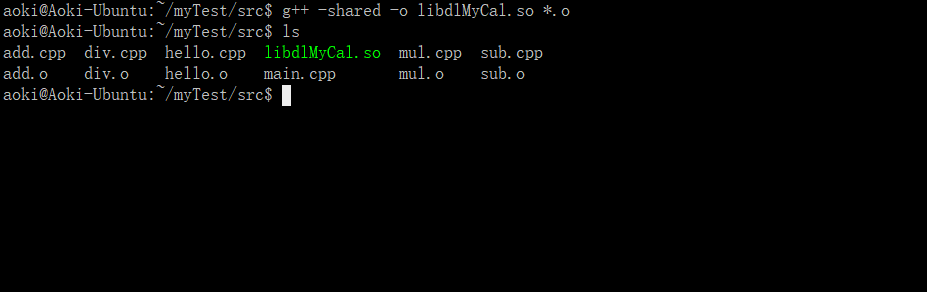 aoki@Aoki-Ubuntu:~/myTest/src$ g++ -shared -o libdlMyCal.so *.o
aoki@Aoki-Ubuntu:~/myTest/src$ ls
add.cpp  div.cpp  hello.cpp  libdlMyCal.so  mul.cpp  sub.cpp
add.o    div.o    hello.o    main.cpp       mul.o    sub.o
aoki@Aoki-Ubuntu:~/myTest/src$